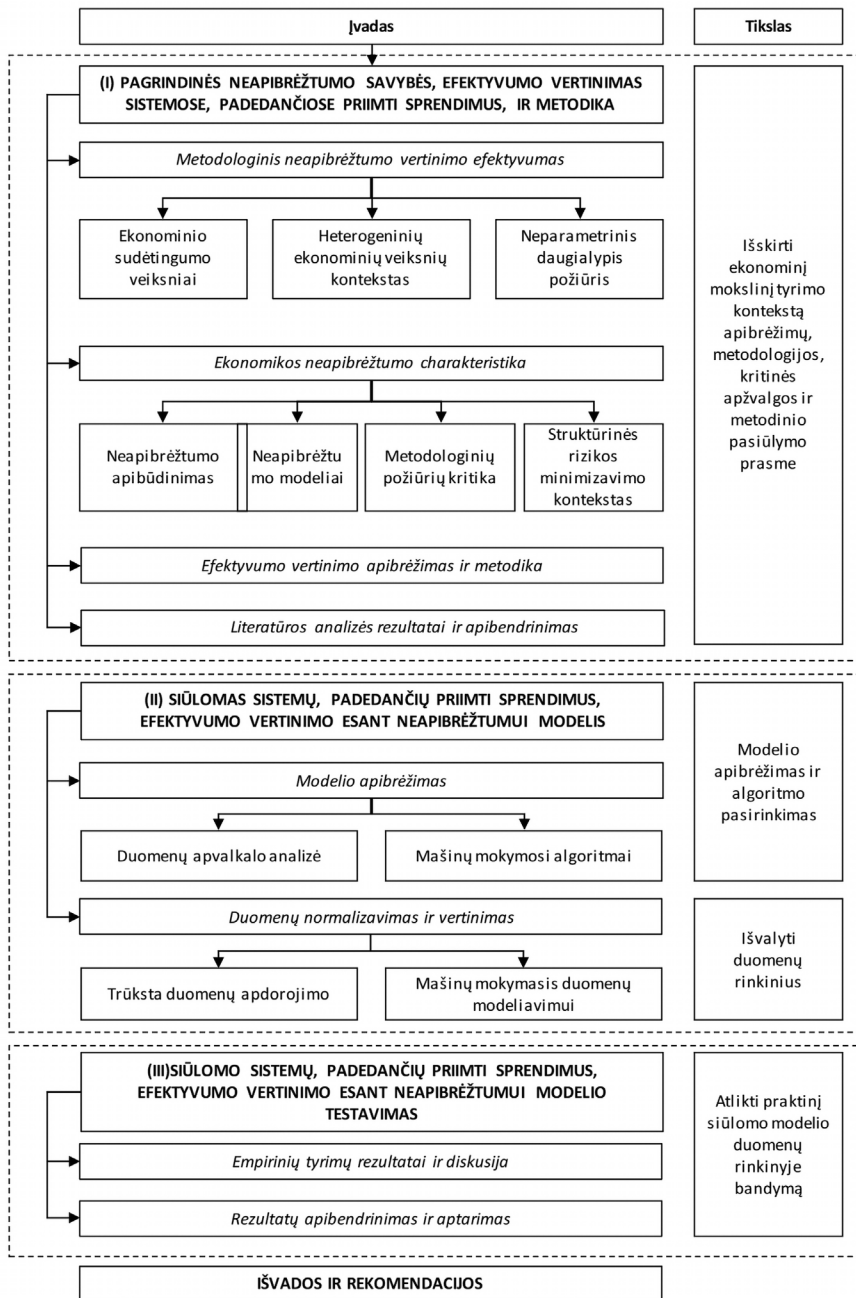 Įvadas
Tikslas
(I) PAGRINDINĖS NEAPIBRĖŽTUMO SAVYBĖS, EFEKTYVUMO VERTINIMAS
SISTEMOSE, PADEDANČIOSE PRIIMTI SPRENDIMUS, IR METODIKA
Metodologinis neapibrėžtumo vertinimo efektyvumas
Ekonominio
sudėtingumo
veiksniai
Heterogeninių
ekonominių veiksnių
kontekstas
Neparametrinis
daugialypis
požiūris
Ekonomikos neapibrėžtumo charakteristika
Neapibrėžtumo
apibūdinimas
Neapibrėžtu
mo modeliai
Metodologinių
požiūrių kritika
Struktūrinės
rizikos
minimizavimo
kontekstas
Efektyvumo vertinimo apibrėžimas ir metodika
Literatūros analizės rezultatai ir apibendrinimas
Išskirti
ekonominį
mokslinį tyrimo
kontekstą
apibrėžimų,
metodologijos,
kritinės
apžvalgos ir
metodinio
pasiūlymo
prasme
(II) SIŪLOMAS SISTEMŲ, PADEDANČIŲ PRIIMTI SPRENDIMUS,
EFEKTYVUMO VERTINIMO ESANT NEAPIBRĖŽTUMUI MODELIS
Modelio apibrėžimas
Duomenų apvalkalo analizė
Mašinų mokymosi algoritmai
Modelio
apibrėžimas ir
algoritmo
pasirinkimas
Duomenų normalizavimas ir vertinimas
Trūksta duomenų apdorojimo
Mašinų mokymasis duomenų
modeliavimui
Išvalyti
duomenų
rinkinius
(III)SIŪLOMO SISTEMŲ, PADEDANČIŲ PRIIMTI SPRENDIMUS,
EFEKTYVUMO VERTINIMO ESANT NEAPIBRĖŽTUMUI MODELIO
TESTAVIMAS
Empirinių tyrimų rezultatai ir diskusija
Rezultatų apibendrinimas ir aptarimas
Atlikti praktinį
siūlomo modelio
duomenų
rinkinyje
bandymą
IŠVADOS IR REKOMENDACIJOS